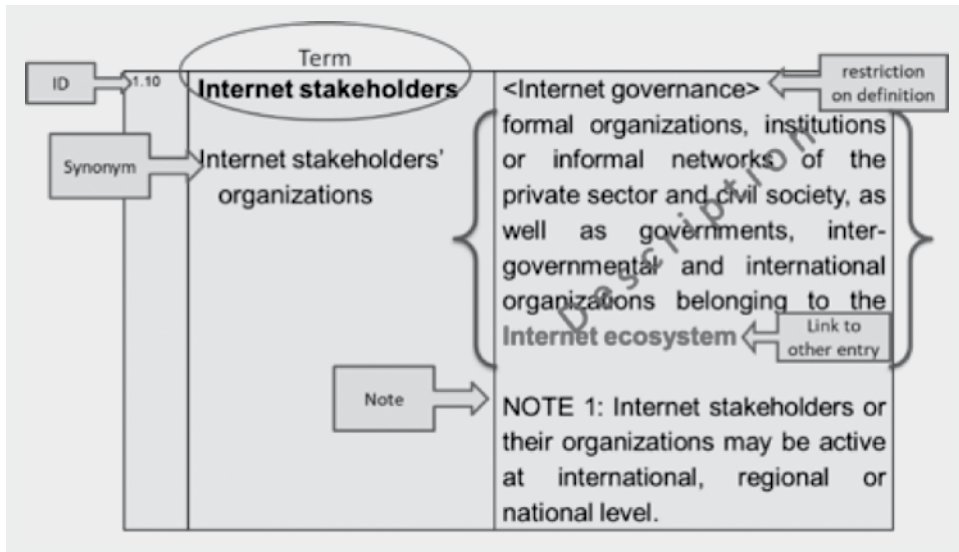 Term
ID
1.10
Internet stakeholders
<Internet governance>
restriction
on definition
Synonym
Internet stakeholders'
organizations
formal organizations, institutions
or informal networks of the
private sector and civil society, as
well as governments, inter-
governmental and international
organizations belonging to the
Internet ecosystem
Description
Link to
other entry
Note
NOTE 1: Internet stakeholders or
their organizations may be active
at international, regional or
national level.